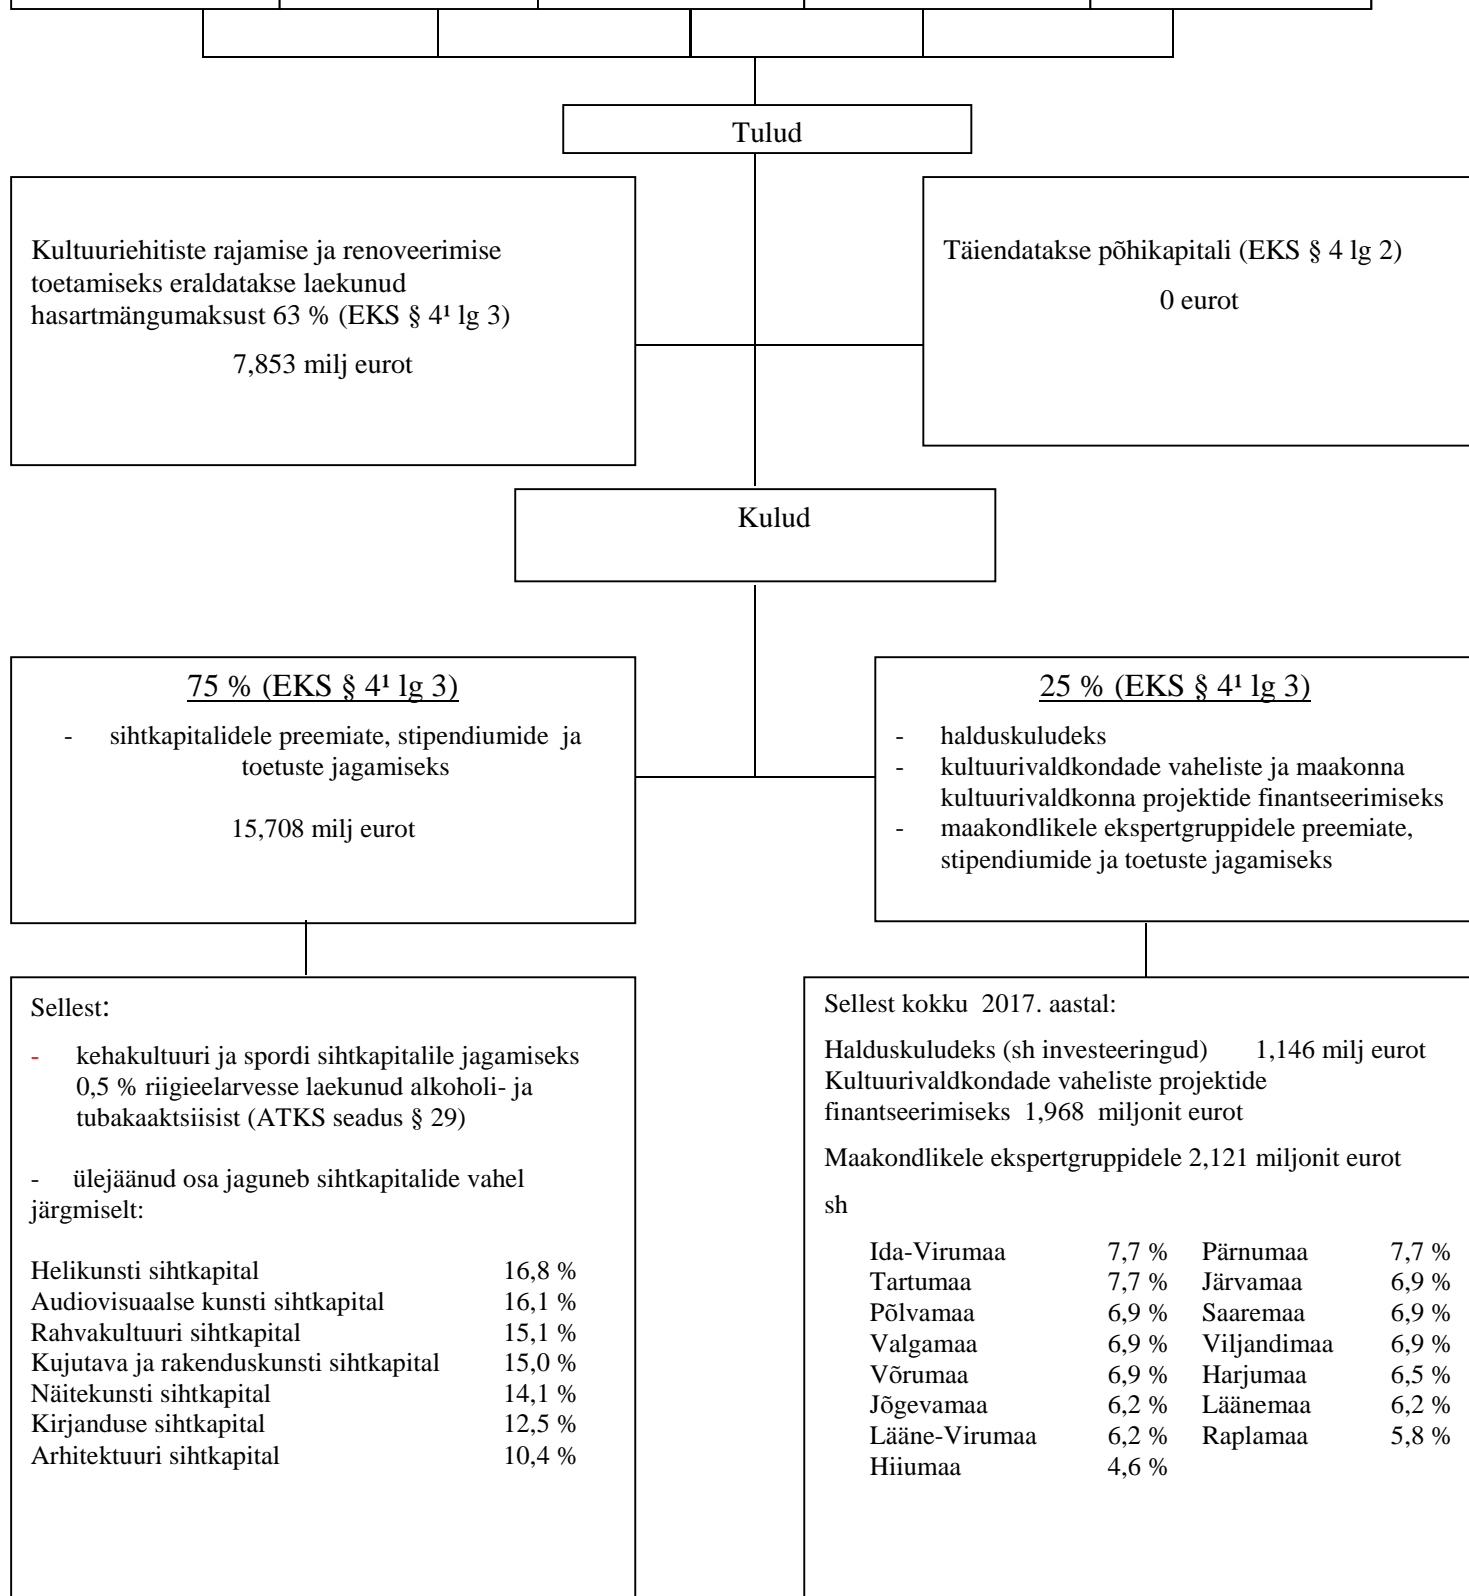 Tulud
Kultuuriehitiste rajamise ja renoveerimise
toetamiseks eraldatakse laekunud
hasartmängumaksust 63 % (EKS § 4¹ lg 3)
7,853 milj eurot
Täiendatakse põhikapitali (EKS § 4 lg 2)
0 eurot
Kulud
75 % (EKS § 4¹ lg 3)
- sihtkapitalidele preemiate, stipendiumide ja
toetuste jagamiseks
15,708 milj eurot
25 % (EKS § 4¹ lg 3)
- halduskuludeks
- kultuurivaldkondade vaheliste ja maakonna
kultuurivaldkonna projektide finantseerimiseks
- maakondlikele ekspertgruppidele preemiate,
stipendiumide ja toetuste jagamiseks
Sellest:
- kehakultuuri ja spordi sihtkapitalile jagamiseks
0,5 % riigieelarvesse laekunud alkoholi- ja
tubakaaktsiisist (ATKS seadus § 29)
- ülejäänud osa jaguneb sihtkapitalide vahel
järgmiselt:
Helikunsti sihtkapital 16,8 %
Audiovisuaalse kunsti sihtkapital 16,1 %
Rahvakultuuri sihtkapital 15,1 %
Kujutava ja rakenduskunsti sihtkapital 15,0 %
Näitekunsti sihtkapital 14,1 %
Kirjanduse sihtkapital 12,5 %
Arhitektuuri sihtkapital 10,4 %
Sellest kokku 2017. aastal:
Halduskuludeks (sh investeeringud) 1,146 milj eurot
Kultuurivaldkondade vaheliste projektide
finantseerimiseks 1,968 miljonit eurot
Maakondlikele ekspertgruppidele 2,121 miljonit eurot
sh
Ida-Virumaa 7,7 % Pärnumaa 7,7 %
Tartumaa 7,7 % Järvamaa 6,9 %
Põlvamaa 6,9 % Saaremaa 6,9 %
Valgamaa 6,9 % Viljandimaa 6,9 %
Võrumaa 6,9 % Harjumaa 6,5 %
Jõgevamaa 6,2 % Läänemaa 6,2 %
Lääne-Virumaa 6,2 % Raplamaa 5,8 %
Hiiumaa 4,6 %